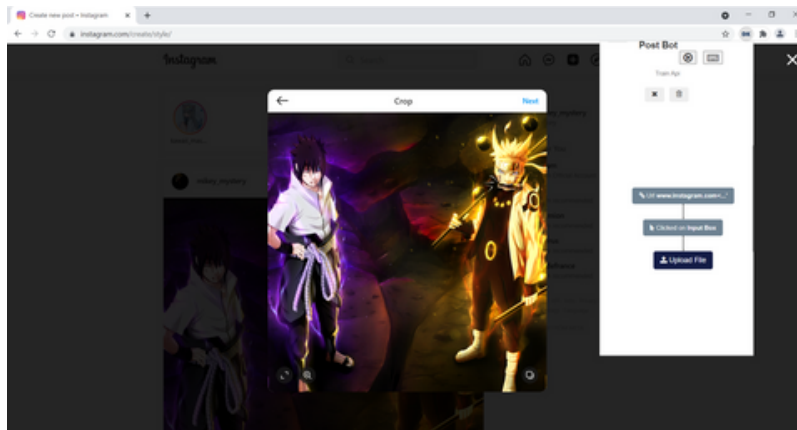 Create new post • Instagram
instagram.com/create/style/
Instagram
Crop
Next
Post Bot
Train Api
Url www.instagram.com<..."
Clicked on Input Box
Upload File